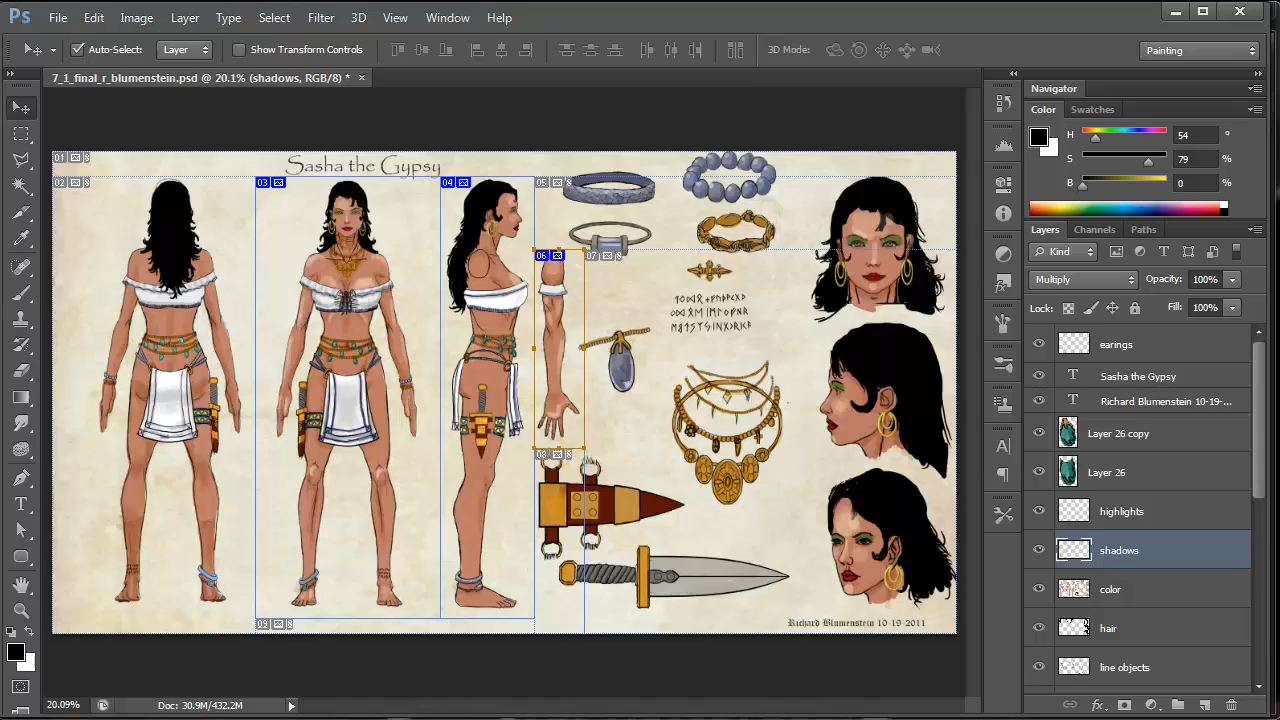 Ps File Edit Image Layer Type Select Filter 3D View Window Help
Auto-Select: Layer Show Transform Controls 3D Mode: Painting
7_1_final_r_blumenstein.psd @ 20.1% (shadows, RGB/8) * ×
Navigator
Color Swatches
H 54 °
S 79 %
B 0 %
Layers Channels Paths
Kind
Multiply Opacity: 100%
Lock: Fill: 100%
earings
T Sasha the Gypsy
T Richard Blumenstein 10-19-...
Layer 26 copy
Layer 26
highlights
shadows
color
hair
line objects
fx
01
Sasha the Gypsy
02 03 04 05
06 07
08
09
Richard Blumenstein 10-19-2011
20.09% Doc: 30.9M/432.2M